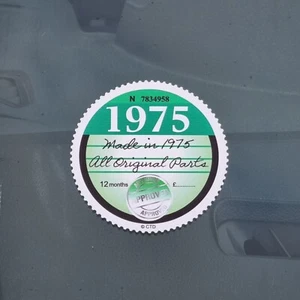 N 7834958
1975
Made in 1975
All Original Parts
12 months £
© CTD